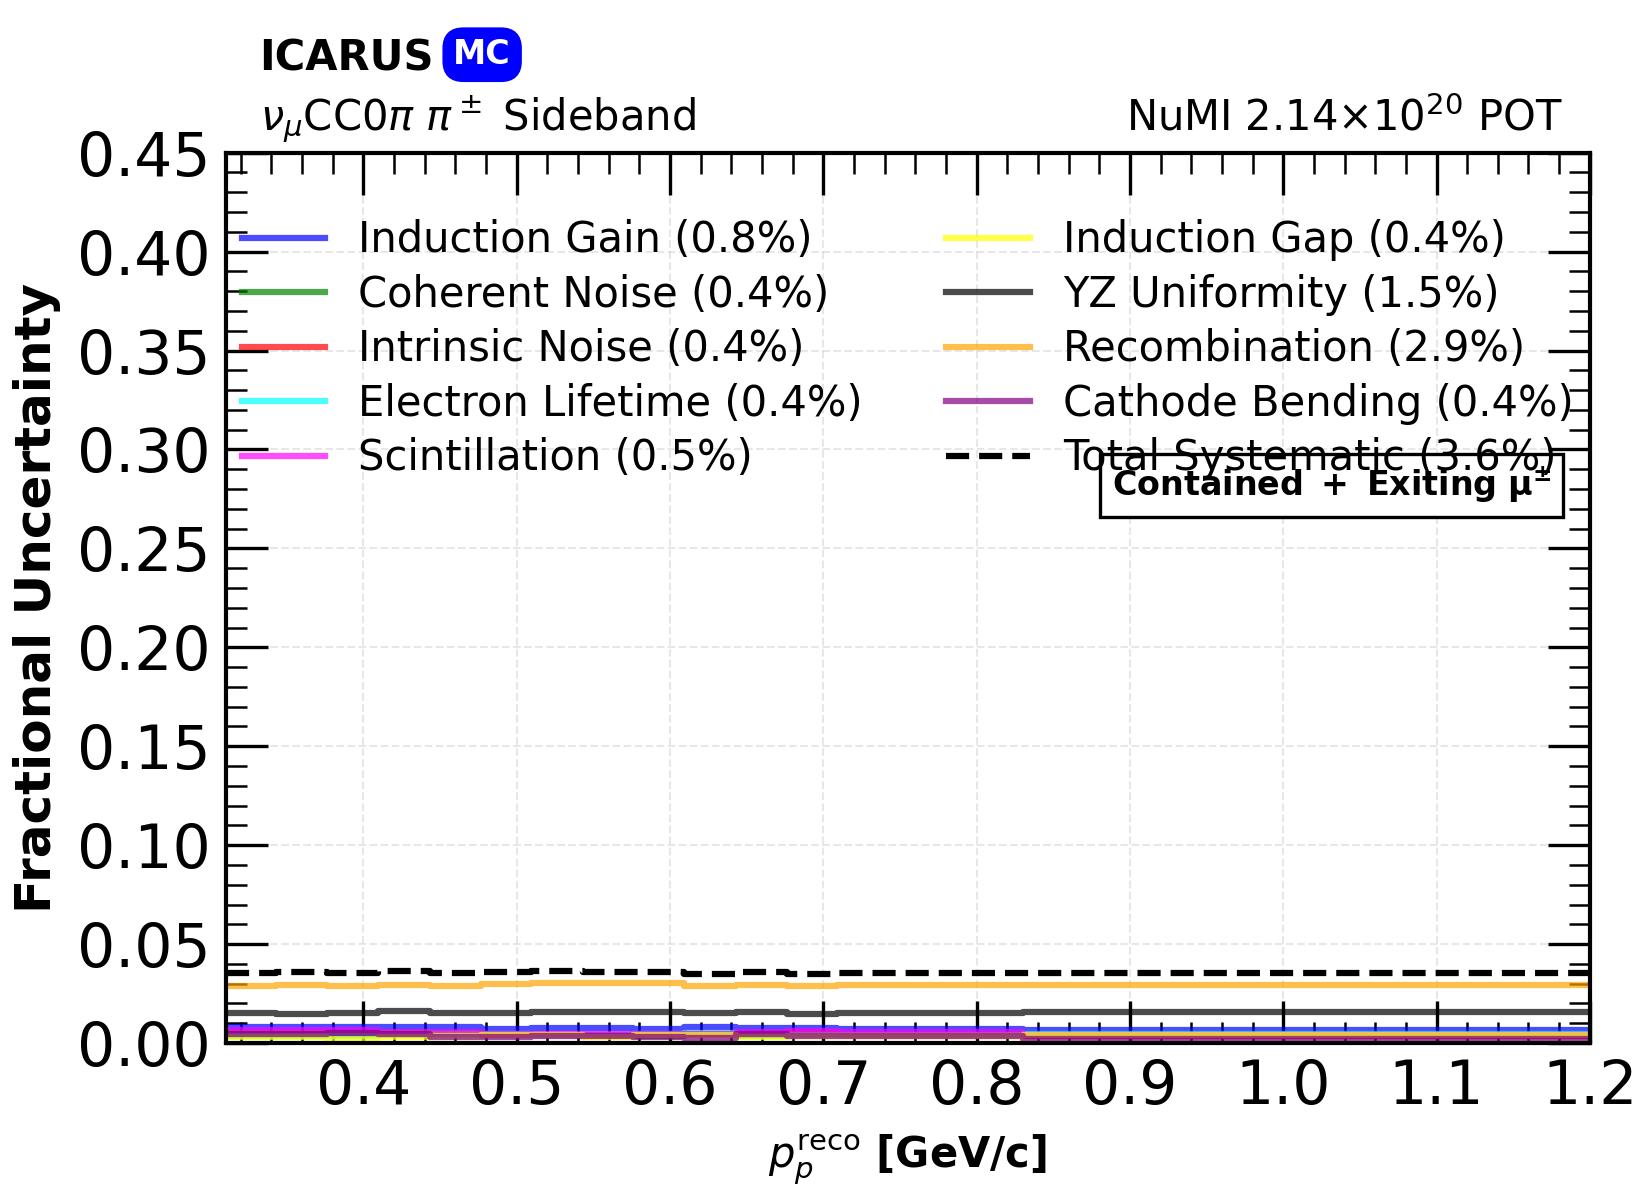 ICARUS MC
νμCC0π π± Sideband
NuMI 2.14×10²⁰ POT
0.45
0.40
0.35
0.30
0.25
0.20
0.15
0.10
0.05
0.00
Fractional Uncertainty
Induction Gain (0.8%)
Coherent Noise (0.4%)
Intrinsic Noise (0.4%)
Electron Lifetime (0.4%)
Scintillation (0.5%)
Induction Gap (0.4%)
YZ Uniformity (1.5%)
Recombination (2.9%)
Cathode Bending (0.4%)
Total Systematic (3.6%)
Contained + Exiting μ±
0.4 0.5 0.6 0.7 0.8 0.9 1.0 1.1 1.2
p_p^reco [GeV/c]